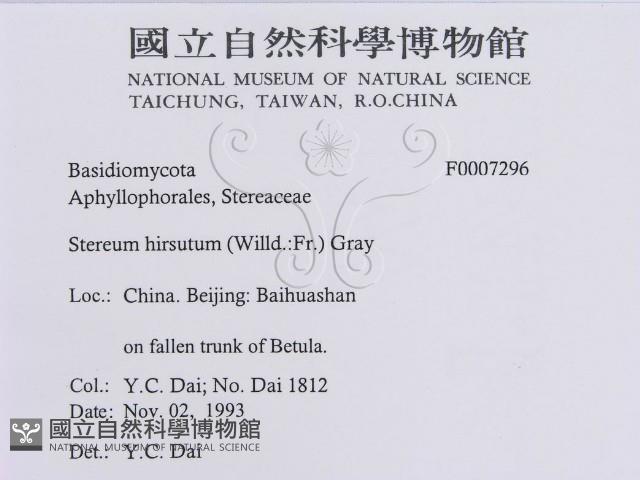 國立自然科學博物館
NATIONAL MUSEUM OF NATURAL SCIENCE
TAICHUNG, TAIWAN, R.O.CHINA
Basidiomycota F0007296
Aphyllophorales, Stereaceae
Stereum hirsutum (Willd.:Fr.) Gray
Loc.: China. Beijing: Baihuashan
on fallen trunk of Betula.
Col.: Y.C. Dai; No. Dai 1812
Date: Nov. 02, 1993
國立自然科學博物館
NATIONAL MUSEUM OF NATURAL SCIENCE
Det.: Y.C. Dai